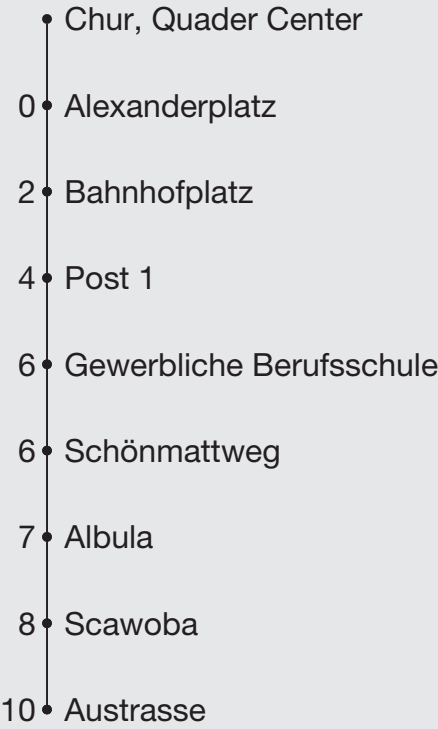 Chur, Quader Center
0 Alexanderplatz
2 Bahnhofplatz
4 Post 1
6 Gewerbliche Berufsschule
6 Schönmattweg
7 Albula
8 Scawoba
10 Austrasse